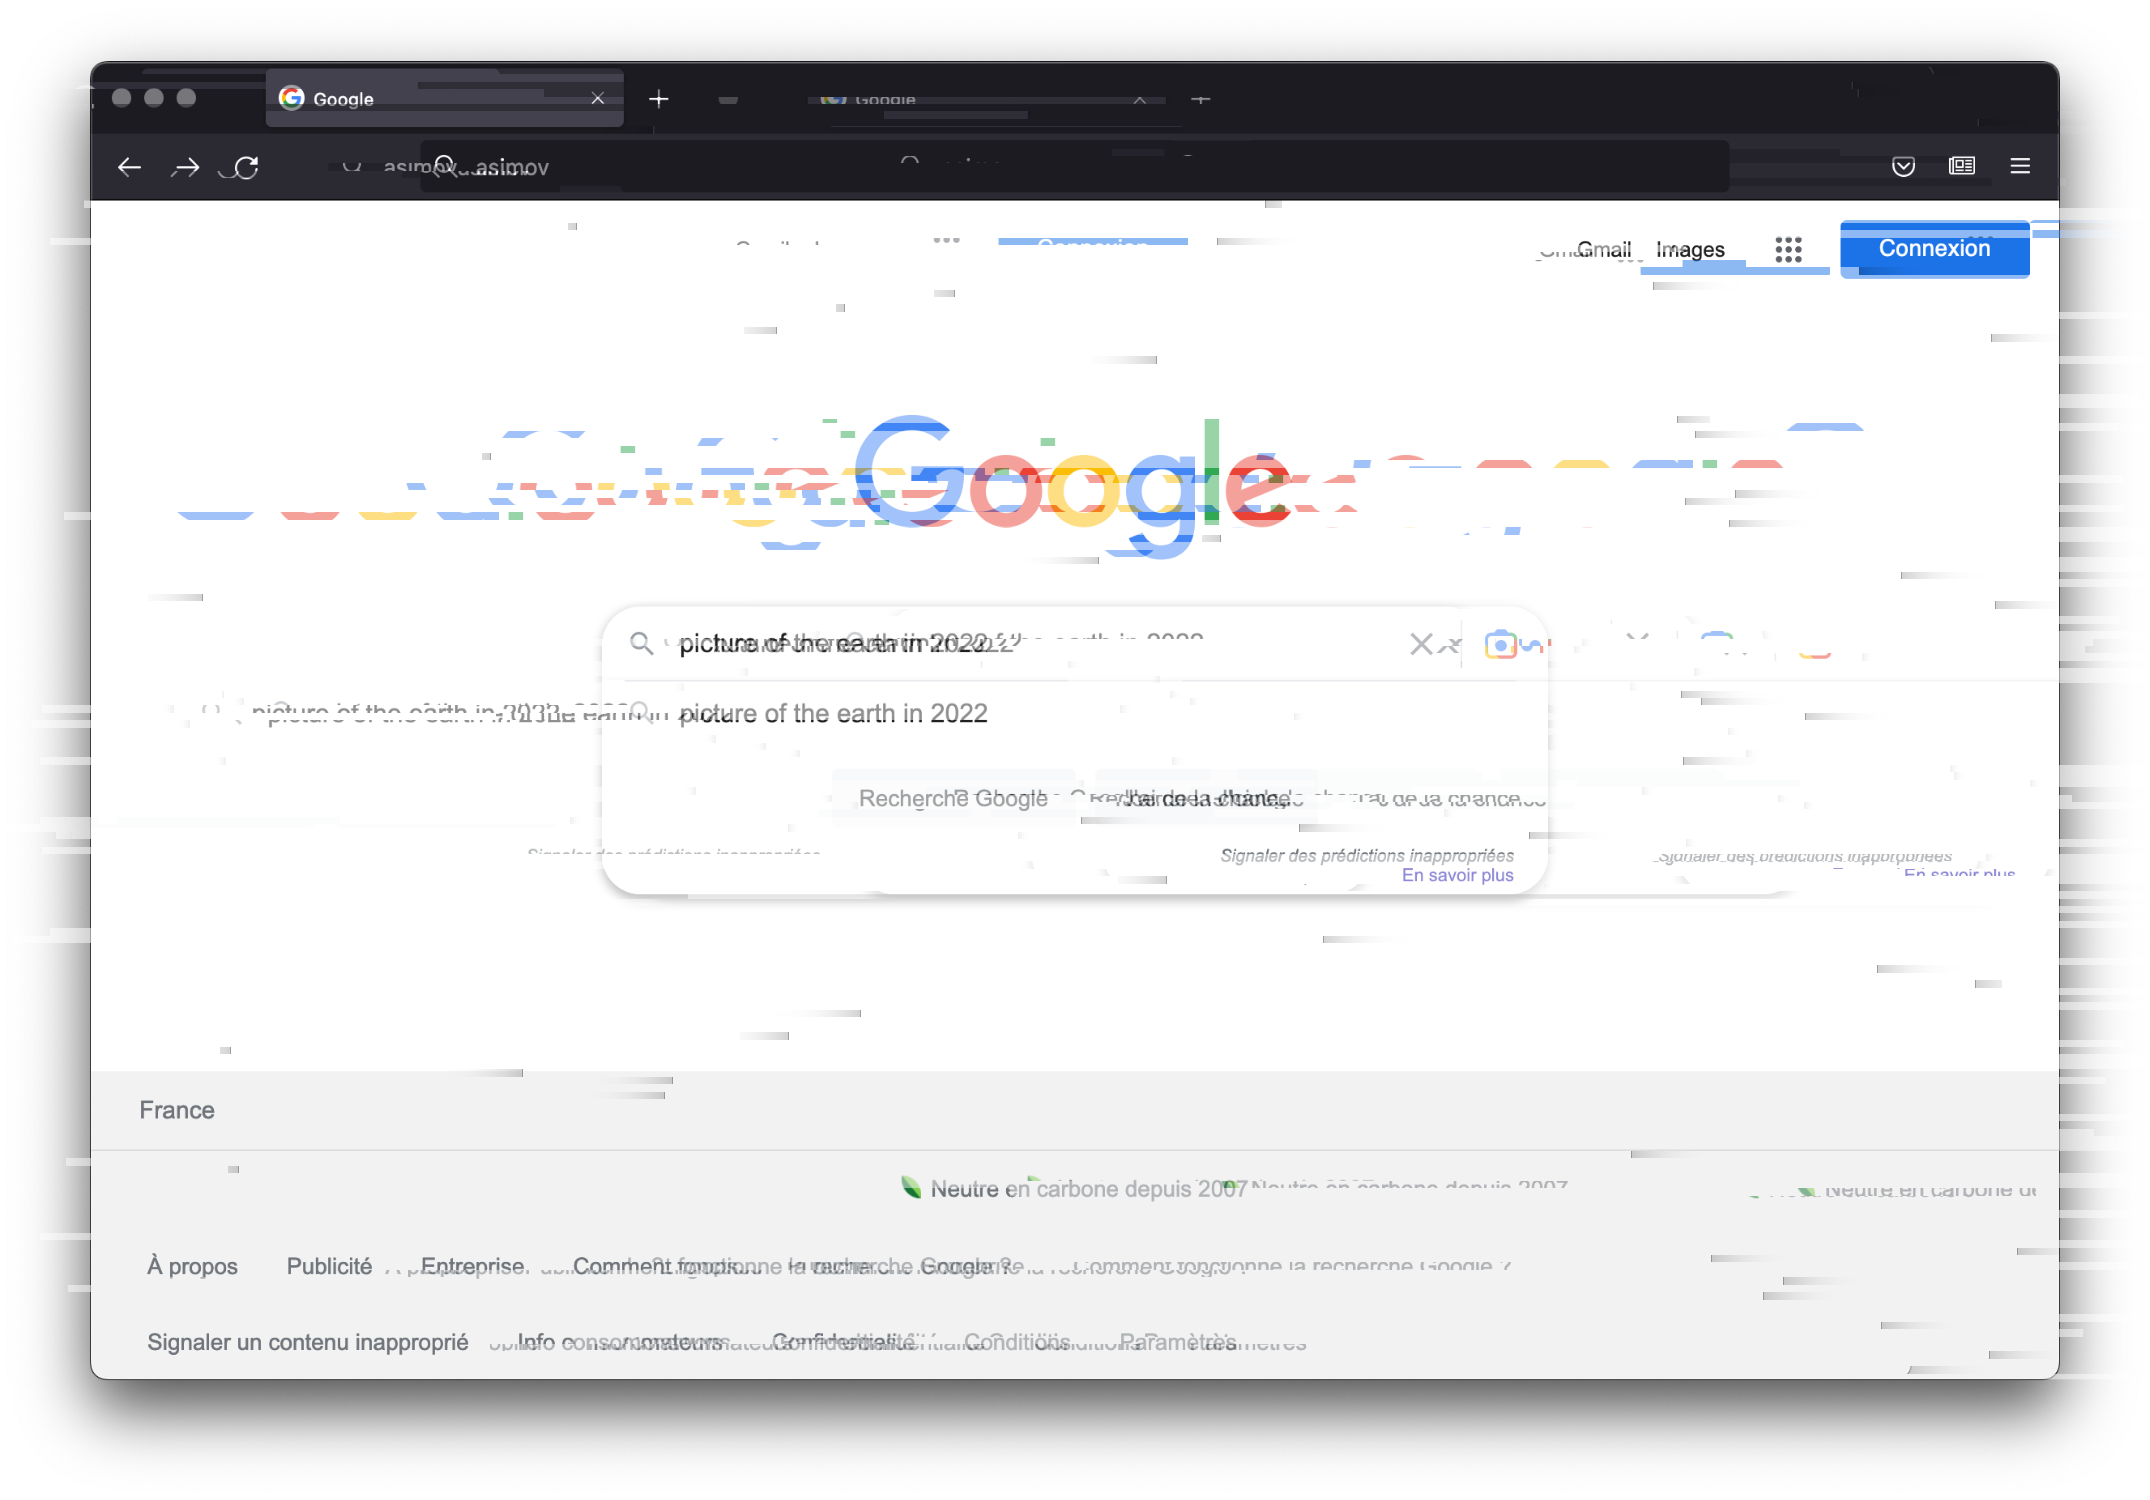 Google
asimov
Gmail Images Connexion
Google
picture of the earth in 2022
picture of the earth in 2022
Recherche Google J'ai de la chance
Signaler des prédictions inappropriées
En savoir plus
France
Neutre en carbone depuis 2007
À propos Publicité Entreprise Comment fonctionne la recherche Google ?
Signaler un contenu inapproprié Info consommateurs Confidentialité Conditions Paramètres